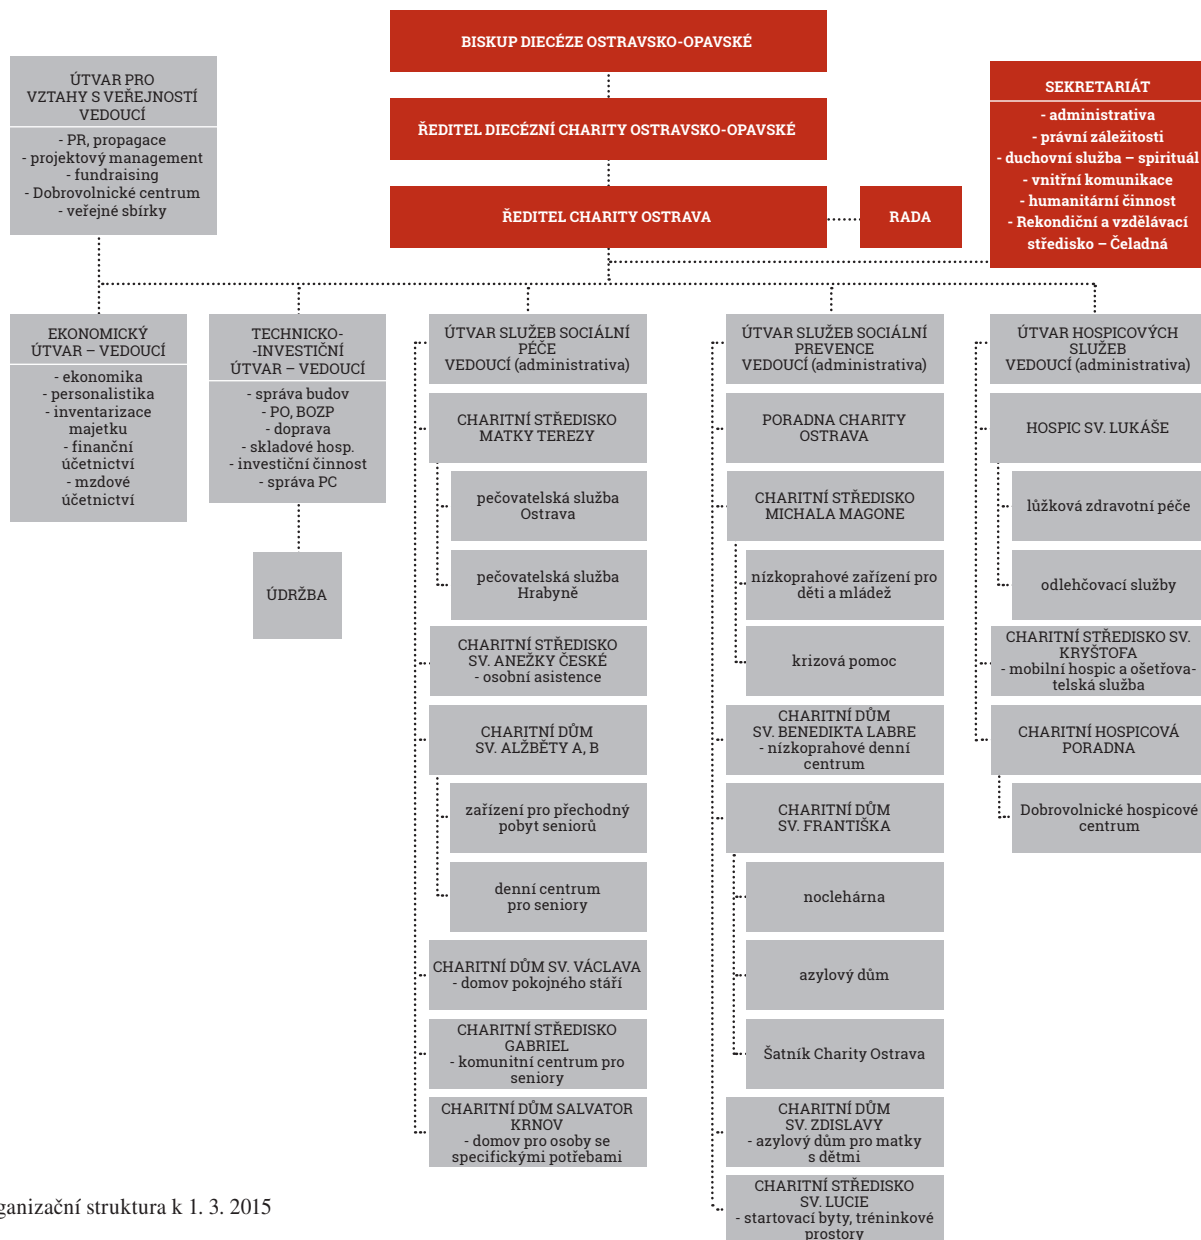 BISKUP DIECÉZE OSTRAVSKO-OPAVSKÉ
ŘEDITEL DIECÉZNÍ CHARITY OSTRAVSKO-OPAVSKÉ
ŘEDITEL CHARITY OSTRAVA
RADA
SEKRETARIÁT
- administrativa
- právní záležitosti
- duchovní služba – spirituál
- vnitřní komunikace
- humanitární činnost
- Rekondiční a vzdělávací
středisko – Čeladná
ÚTVAR PRO
VZTAHY S VEŘEJNOSTÍ
VEDOUCÍ
- PR, propagace
- projektový management
- fundraising
- Dobrovolnické centrum
- veřejné sbírky
EKONOMICKÝ
ÚTVAR – VEDOUCÍ
- ekonomika
- personalistika
- inventarizace
majetku
- finanční
účetnictví
- mzdové
účetnictví
TECHNICKO-
-INVESTIČNÍ
ÚTVAR – VEDOUCÍ
- správa budov
- PO, BOZP
- doprava
- skladové hosp.
- investiční činnost
- správa PC
ÚDRŽBA
ÚTVAR SLUŽEB SOCIÁLNÍ
PÉČE
VEDOUCÍ (administrativa)
CHARITNÍ STŘEDISKO
MATKY TEREZY
pečovatelská služba
Ostrava
pečovatelská služba
Hrabyně
CHARITNÍ STŘEDISKO
SV. ANEŽKY ČESKÉ
- osobní asistence
CHARITNÍ DŮM
SV. ALŽBĚTY A, B
zařízení pro přechodný
pobyt seniorů
denní centrum
pro seniory
CHARITNÍ DŮM SV. VÁCLAVA
- domov pokojného stáří
CHARITNÍ STŘEDISKO
GABRIEL
- komunitní centrum pro
seniory
CHARITNÍ DŮM SALVATOR
KRNOV
- domov pro osoby se
specifickými potřebami
ÚTVAR SLUŽEB SOCIÁLNÍ
PREVENCE
VEDOUCÍ (administrativa)
PORADNA CHARITY
OSTRAVA
CHARITNÍ STŘEDISKO
MICHALA MAGONE
nízkoprahové zařízení pro
děti a mládež
krizová pomoc
CHARITNÍ DŮM
SV. BENEDIKTA LABRE
- nízkoprahové denní
centrum
CHARITNÍ DŮM
SV. FRANTIŠKA
noclehárna
azylový dům
Šatník Charity Ostrava
CHARITNÍ DŮM
SV. ZDISLAVY
- azylový dům pro matky
s dětmi
CHARITNÍ STŘEDISKO
SV. LUCIE
- startovací byty, tréninkové
prostory
ÚTVAR HOSPICOVÝCH
SLUŽEB
VEDOUCÍ (administrativa)
HOSPIC SV. LUKÁŠE
lůžková zdravotní péče
odlehčovací služby
CHARITNÍ STŘEDISKO SV.
KRYŠTOFA
- mobilní hospic a ošetřova-
telská služba
CHARITNÍ HOSPICOVÁ
PORADNA
Dobrovolnické hospicové
centrum
ganizační struktura k 1. 3. 2015